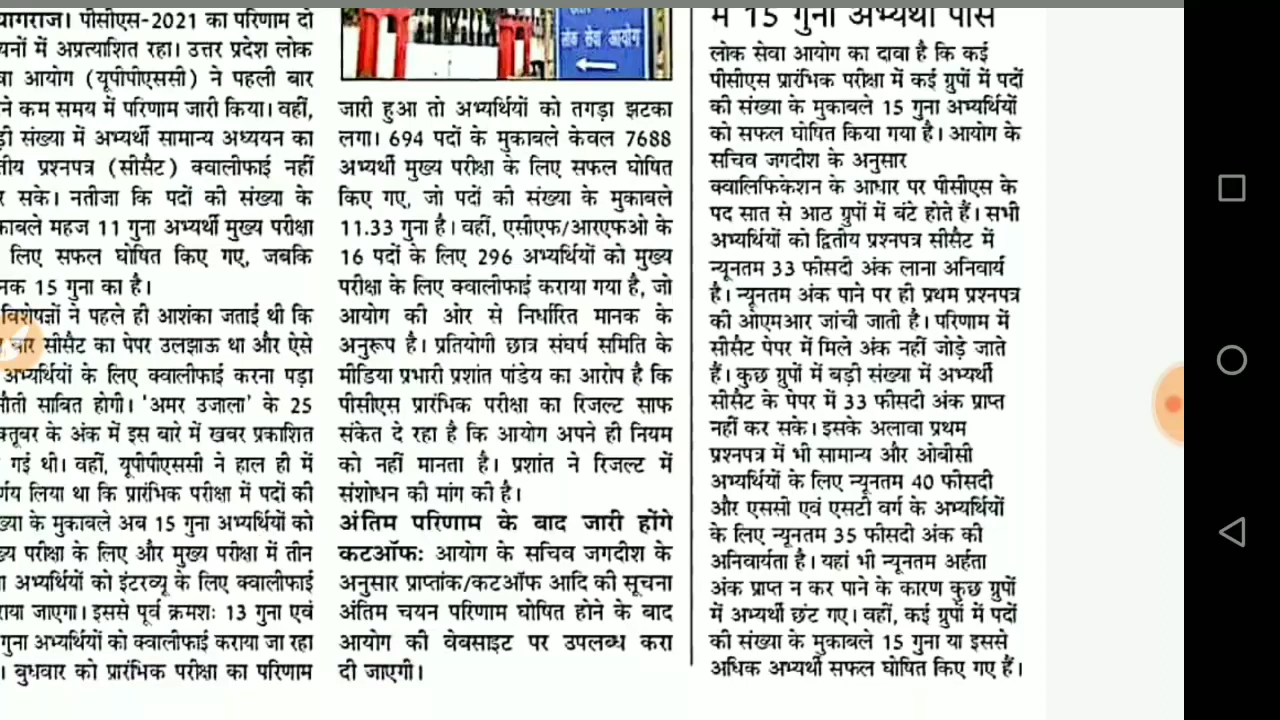 यागराज। पीसीएस-2021 का परिणाम दो
यनों में अप्रत्याशित रहा। उत्तर प्रदेश लोक
वा आयोग (यूपीपीएससी) ने पहली बार
ने कम समय में परिणाम जारी किया। वहीं,
ड़ी संख्या में अभ्यर्थी सामान्य अध्ययन का
तीय प्रश्नपत्र (सीसैट) क्वालीफाई नहीं
र सके। नतीजा कि पदों की संख्या के
काबले महज 11 गुना अभ्यर्थी मुख्य परीक्षा
लिए सफल घोषित किए गए, जबकि
नक 15 गुना का है।
विशेषज्ञों ने पहले ही आशंका जताई थी कि
बार सीसैट का पेपर उलझाऊ था और ऐसे
अभ्यर्थियों के लिए क्वालीफाई करना पड़ा
नौती साबित होगी। 'अमर उजाला' के 25
क्तूबर के अंक में इस बारे में खबर प्रकाशित
गई थी। वहीं, यूपीपीएससी ने हाल ही में
र्णय लिया था कि प्रारंभिक परीक्षा में पदों की
ख्या के मुकाबले अब 15 गुना अभ्यर्थियों को
ख्य परीक्षा के लिए और मुख्य परीक्षा में तीन
ा अभ्यर्थियों को इंटरव्यू के लिए क्वालीफाई
राया जाएगा। इससे पूर्व क्रमशः 13 गुना एवं
गुना अभ्यर्थियों को क्वालीफाई कराया जा रहा
। बुधवार को प्रारंभिक परीक्षा का परिणाम
लोक सेवा आयोग
जारी हुआ तो अभ्यर्थियों को तगड़ा झटका
लगा। 694 पदों के मुकाबले केवल 7688
अभ्यर्थी मुख्य परीक्षा के लिए सफल घोषित
किए गए, जो पदों की संख्या के मुकाबले
11.33 गुना है। वहीं, एसीएफ/आरएफओ के
16 पदों के लिए 296 अभ्यर्थियों को मुख्य
परीक्षा के लिए क्वालीफाई कराया गया है, जो
आयोग की ओर से निर्धारित मानक के
अनुरूप है। प्रतियोगी छात्र संघर्ष समिति के
मीडिया प्रभारी प्रशांत पांडेय का आरोप है कि
पीसीएस प्रारंभिक परीक्षा का रिजल्ट साफ
संकेत दे रहा है कि आयोग अपने ही नियम
को नहीं मानता है। प्रशांत ने रिजल्ट में
संशोधन की मांग की है।
अंतिम परिणाम के बाद जारी होंगे
कटऑफ: आयोग के सचिव जगदीश के
अनुसार प्राप्तांक/कटऑफ आदि की सूचना
अंतिम चयन परिणाम घोषित होने के बाद
आयोग की वेबसाइट पर उपलब्ध करा
दी जाएगी।
में 15 गुना अभ्यर्थी पास
लोक सेवा आयोग का दावा है कि कई
पीसीएस प्रारंभिक परीक्षा में कई ग्रुपों में पदों
की संख्या के मुकाबले 15 गुना अभ्यर्थियों
को सफल घोषित किया गया है। आयोग के
सचिव जगदीश के अनुसार
क्वालिफिकेशन के आधार पर पीसीएस के
पद सात से आठ ग्रुपों में बंटे होते हैं। सभी
अभ्यर्थियों को द्वितीय प्रश्नपत्र सीसैट में
न्यूनतम 33 फीसदी अंक लाना अनिवार्य
है। न्यूनतम अंक पाने पर ही प्रथम प्रश्नपत्र
की ओएमआर जांची जाती है। परिणाम में
सीसैट पेपर में मिले अंक नहीं जोड़े जाते
हैं। कुछ ग्रुपों में बड़ी संख्या में अभ्यर्थी
सीसैट के पेपर में 33 फीसदी अंक प्राप्त
नहीं कर सके। इसके अलावा प्रथम
प्रश्नपत्र में भी सामान्य और ओबीसी
अभ्यर्थियों के लिए न्यूनतम 40 फीसदी
और एससी एवं एसटी वर्ग के अभ्यर्थियों
के लिए न्यूनतम 35 फीसदी अंक की
अनिवार्यता है। यहां भी न्यूनतम अर्हता
अंक प्राप्त न कर पाने के कारण कुछ ग्रुपों
में अभ्यर्थी छंट गए। वहीं, कई ग्रुपों में पदों
की संख्या के मुकाबले 15 गुना या इससे
अधिक अभ्यर्थी सफल घोषित किए गए हैं।